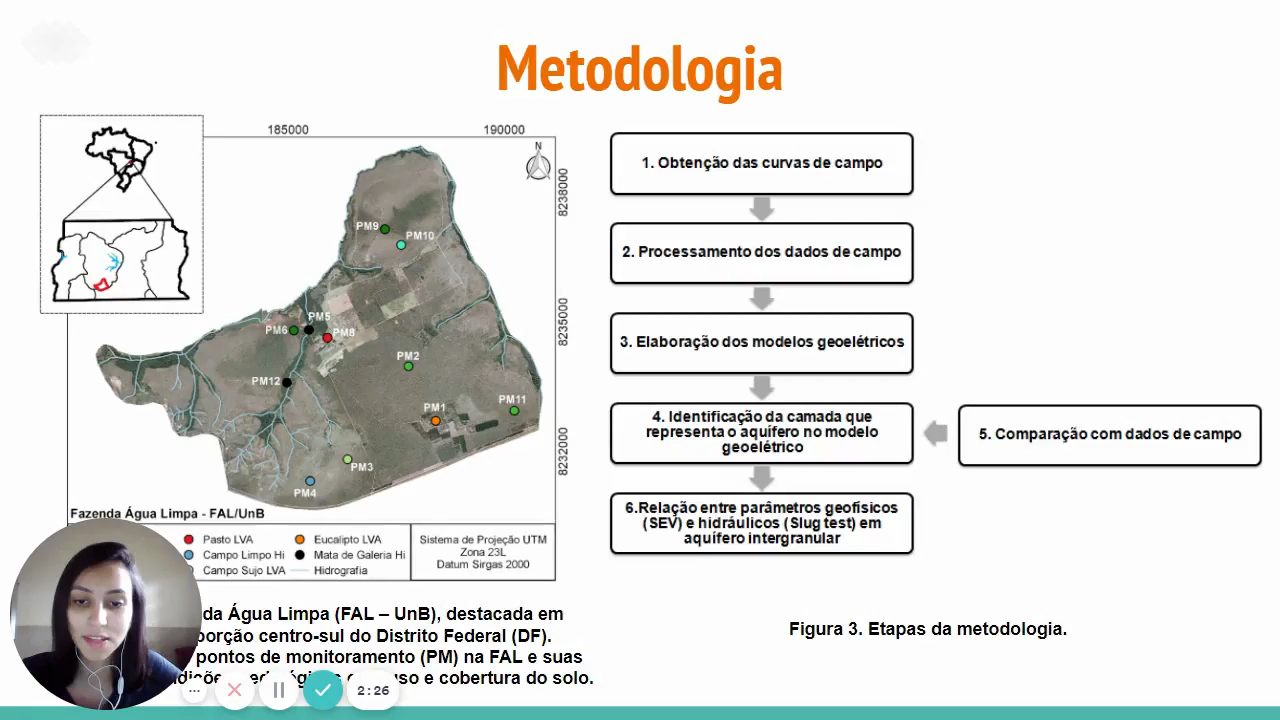 Metodologia
185000
190000
N
8238000
8235000
8232000
PM9
PM10
PM5
PM6
PM8
PM2
PM12
PM1
PM11
PM3
PM4
Fazenda Água Limpa - FAL/UnB
Pasto LVA
Eucalipto LVA
Campo Limpo Hi
Mata de Galeria Hi
Campo Sujo LVA
Hidrografia
Sistema de Projeção UTM
Zona 23L
Datum Sirgas 2000
da Água Limpa (FAL – UnB), destacada em
porção centro-sul do Distrito Federal (DF).
pontos de monitoramento (PM) na FAL e suas
uso e cobertura do solo.
2:26
1. Obtenção das curvas de campo
2. Processamento dos dados de campo
3. Elaboração dos modelos geoelétricos
4. Identificação da camada que
representa o aquífero no modelo
geoelétrico
5. Comparação com dados de campo
6.Relação entre parâmetros geofísicos
(SEV) e hidráulicos (Slug test) em
aquífero intergranular
Figura 3. Etapas da metodologia.